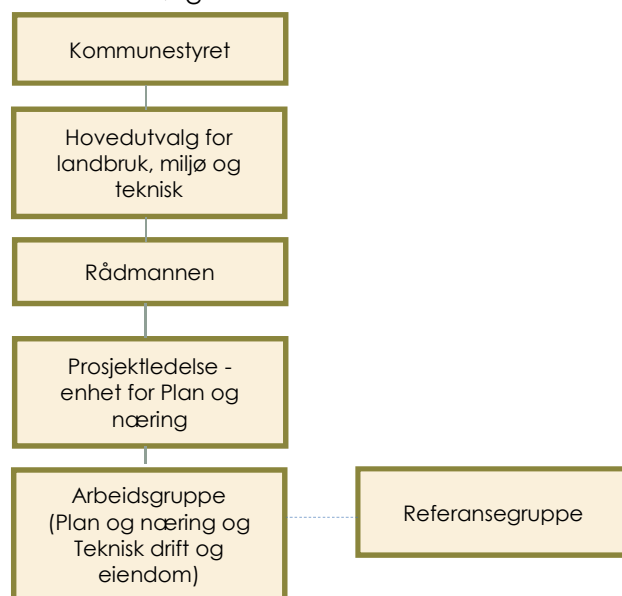 Kommunestyret
Hovedutvalg for
landbruk, miljø og
teknisk
Rådmannen
Prosjektledelse -
enhet for Plan og
næring
Arbeidsgruppe
(Plan og næring og
Teknisk drift og
eiendom)
Referansegruppe